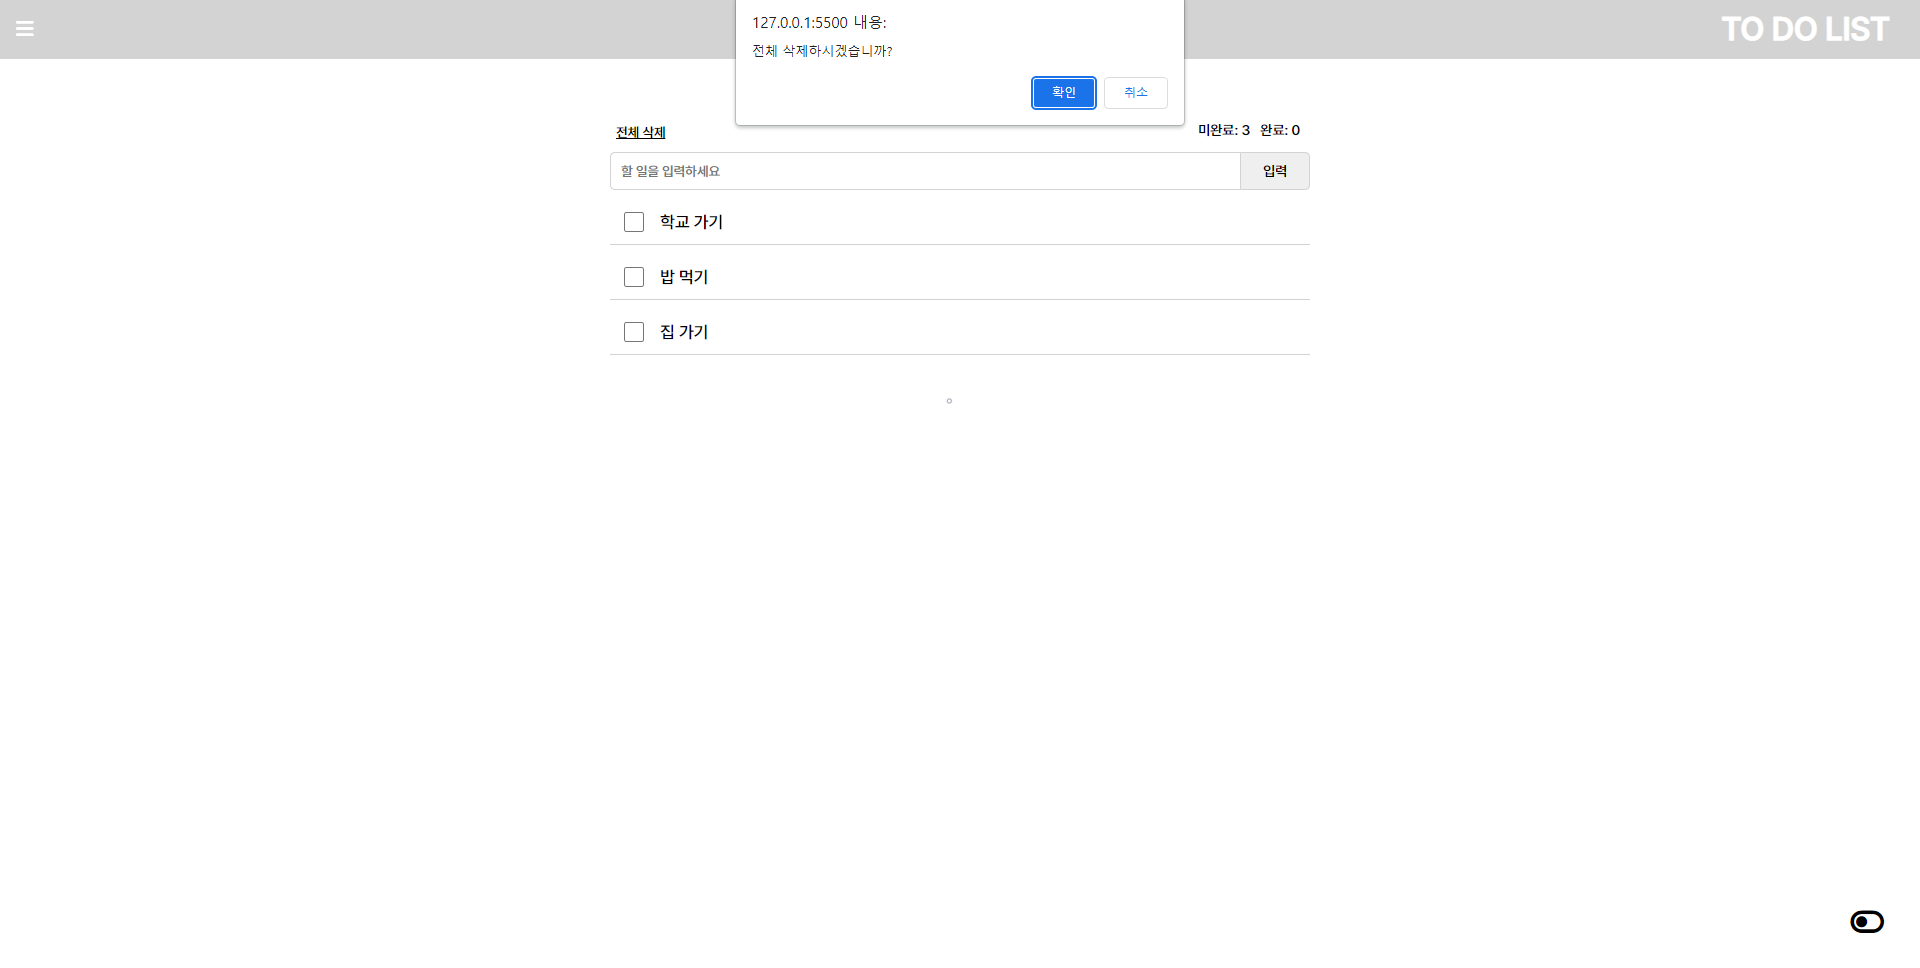 127.0.0.1:5500 내용:
전체 삭제하시겠습니까?
확인 취소
TO DO LIST
전체 삭제
미완료: 3 완료: 0
할 일을 입력하세요
입력
학교 가기
밥 먹기
집 가기